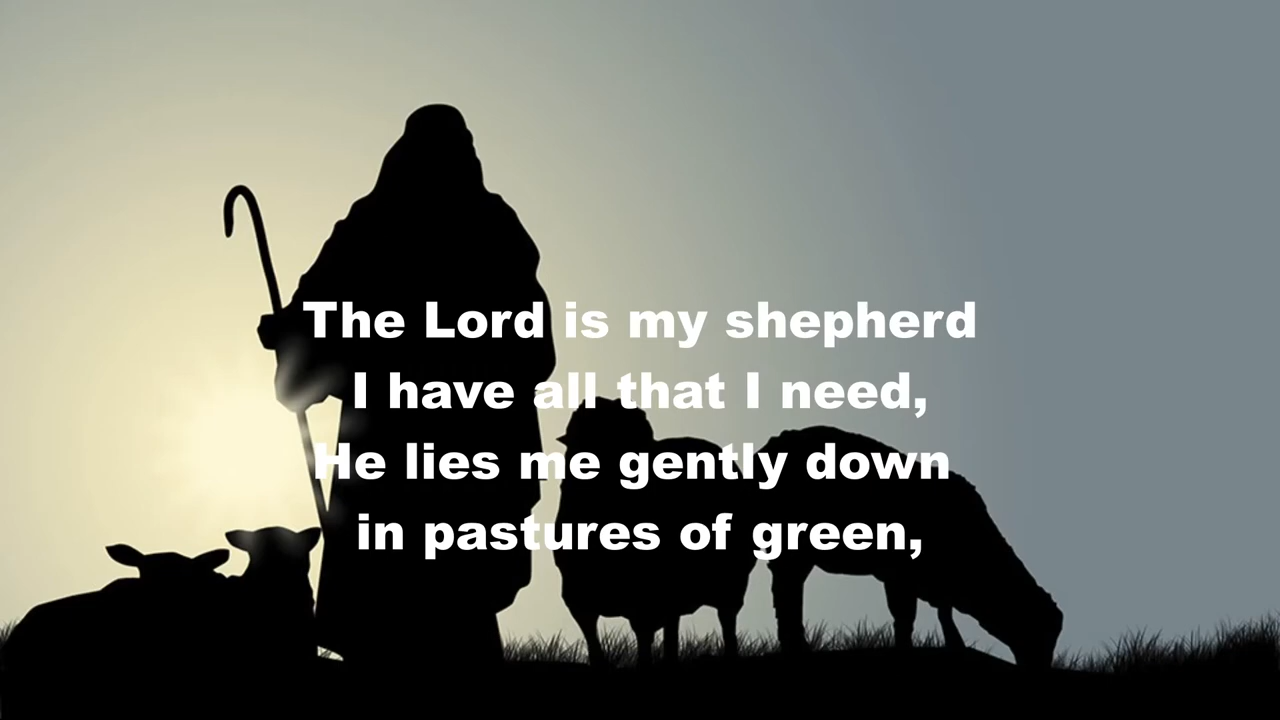 The Lord is my shepherd
I have all that I need,
He lies me gently down
in pastures of green,